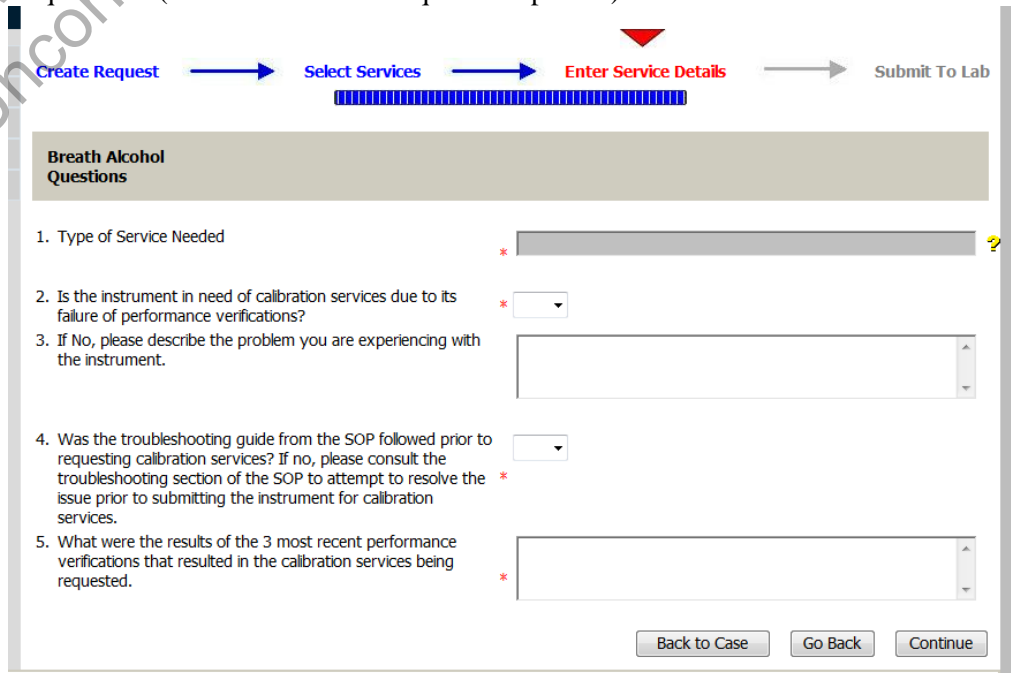 Create Request Select Services Enter Service Details Submit To Lab
Breath Alcohol
Questions
1. Type of Service Needed * ?
2. Is the instrument in need of calibration services due to its *
failure of performance verifications?
3. If No, please describe the problem you are experiencing with
the instrument.
4. Was the troubleshooting guide from the SOP followed prior to
requesting calibration services? If no, please consult the
troubleshooting section of the SOP to attempt to resolve the *
issue prior to submitting the instrument for calibration
services.
5. What were the results of the 3 most recent performance
verifications that resulted in the calibration services being
requested. *
Back to Case Go Back Continue